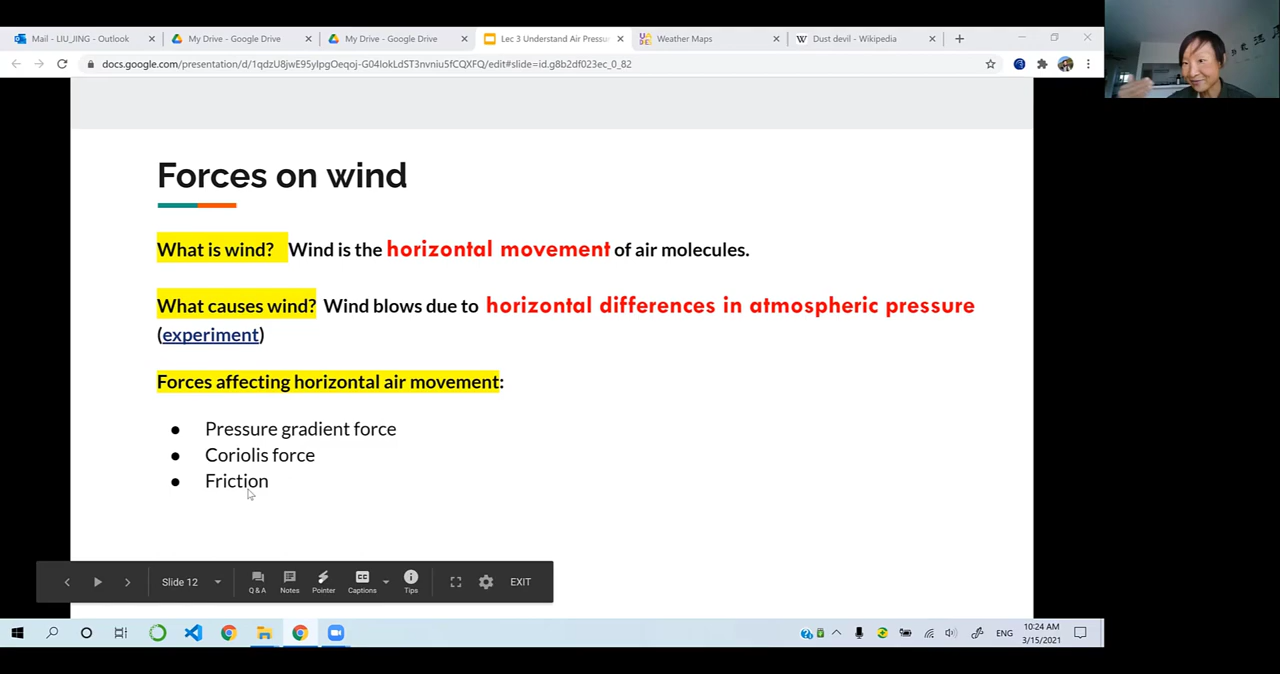 Mail - LIU_JING - Outlook
My Drive - Google Drive
My Drive - Google Drive
Lec 3 Understand Air Pressur
Weather Maps
Dust devil - Wikipedia
docs.google.com/presentation/d/1qdzU8jwE95ylpgOeqoj-G04lokLdST3nvniu5fCQXFQ/edit#slide=id.g8b2df023ec_0_82
Forces on wind
What is wind? Wind is the horizontal movement of air molecules.
What causes wind? Wind blows due to horizontal differences in atmospheric pressure
(experiment)
Forces affecting horizontal air movement:
● Pressure gradient force
● Coriolis force
● Friction
Slide 12
Q & A
Notes
Pointer
CC
Captions
Tips
EXIT
ENG
10:24 AM
3/15/2021